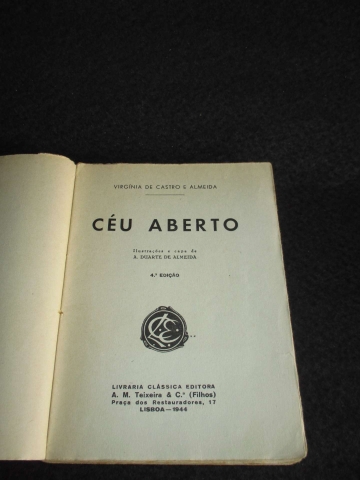 VIRGÍNIA DE CASTRO E ALMEIDA
CÉU ABERTO
Ilustrações e capa de
A. DUARTE DE ALMEIDA
4.ª EDIÇÃO
LIVRARIA CLÁSSICA EDITORA
A. M. Teixeira & C.ª (Filhos)
Praça dos Restauradores, 17
LISBOA — 1944